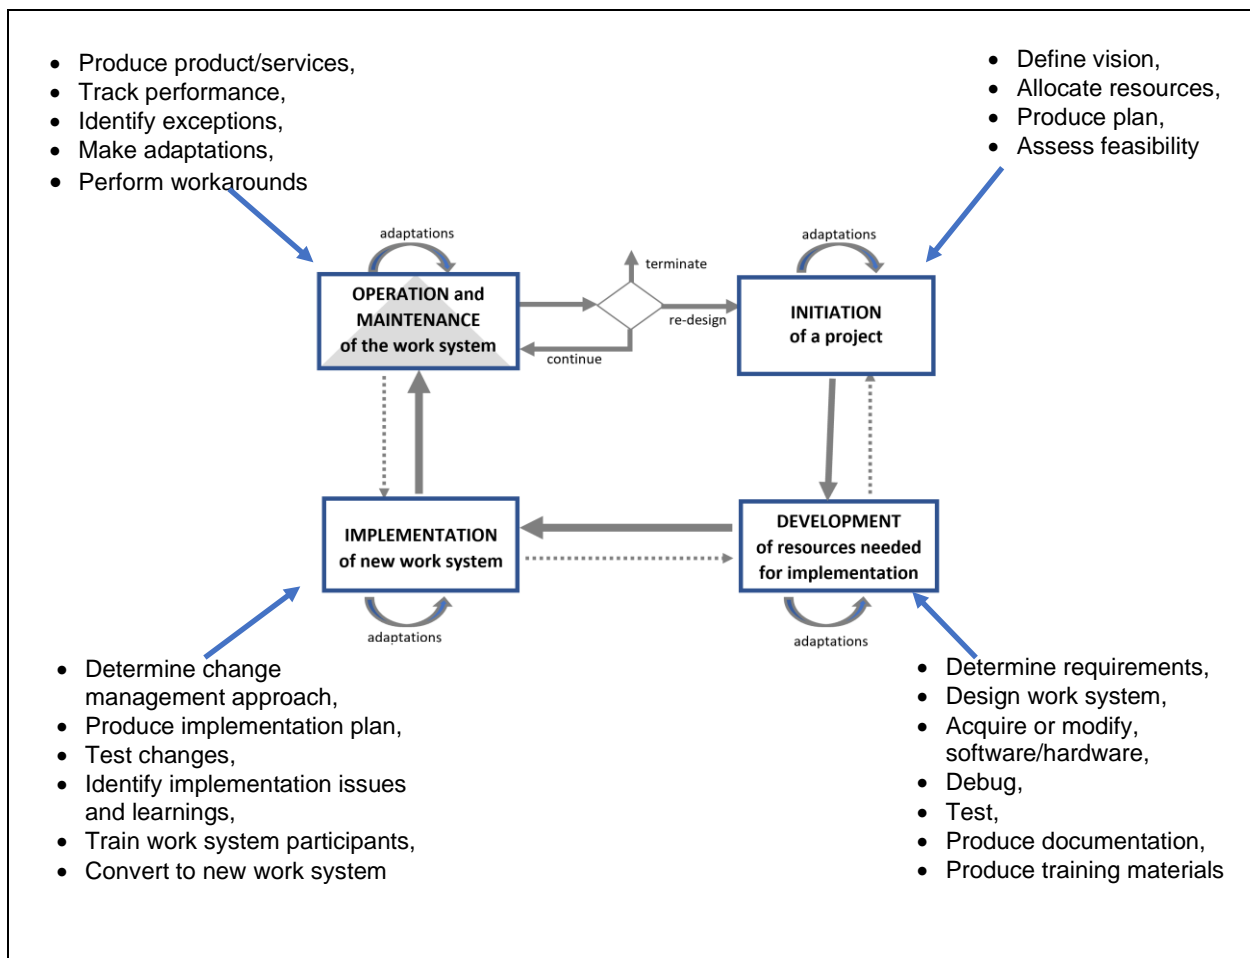 • Produce product/services,
• Track performance,
• Identify exceptions,
• Make adaptations,
• Perform workarounds
• Define vision,
• Allocate resources,
• Produce plan,
• Assess feasibility
adaptations
OPERATION and
MAINTENANCE
of the work system
terminate
re-design
continue
adaptations
INITIATION
of a project
IMPLEMENTATION
of new work system
adaptations
DEVELOPMENT
of resources needed
for implementation
adaptations
• Determine change
management approach,
• Produce implementation plan,
• Test changes,
• Identify implementation issues
and learnings,
• Train work system participants,
• Convert to new work system
• Determine requirements,
• Design work system,
• Acquire or modify,
software/hardware,
• Debug,
• Test,
• Produce documentation,
• Produce training materials